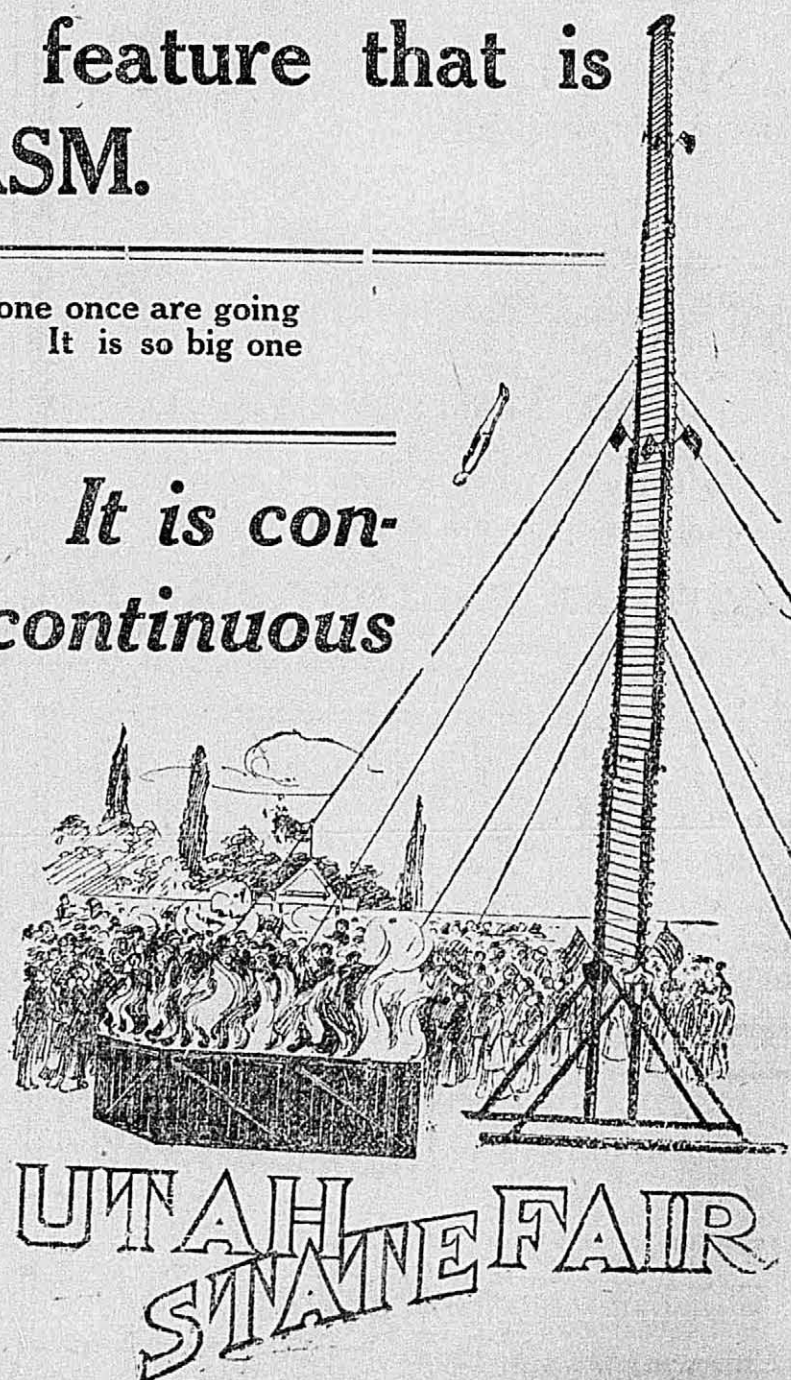 feature that is
ASM.
one once are going
It is so big one
It is con-
continuous
UTAH
STATE FAIR